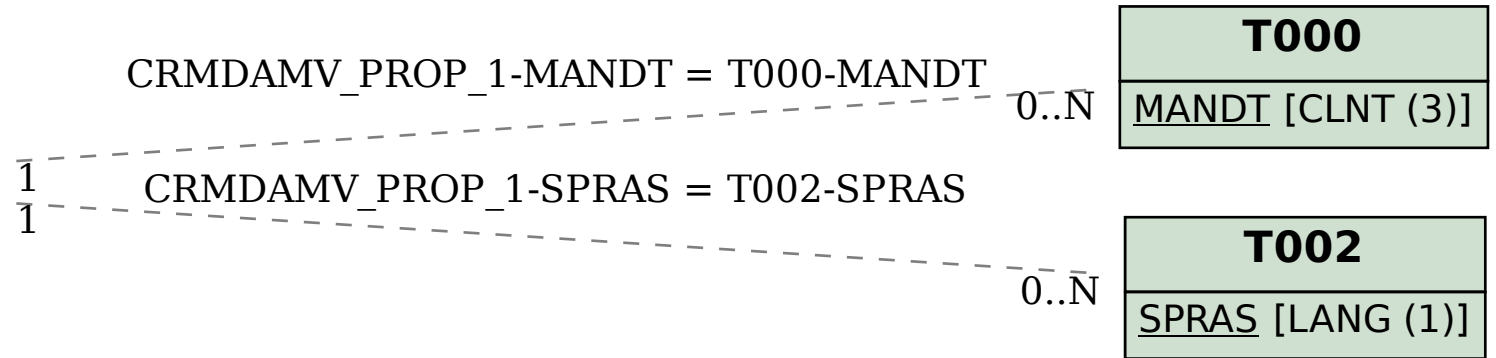 T000
CRMDAMV_PROP_1-MANDT = T000-MANDT
0..N
MANDT [CLNT (3)]
1
CRMDAMV_PROP_1-SPRAS = T002-SPRAS
1
T002
0..N
SPRAS [LANG (1)]